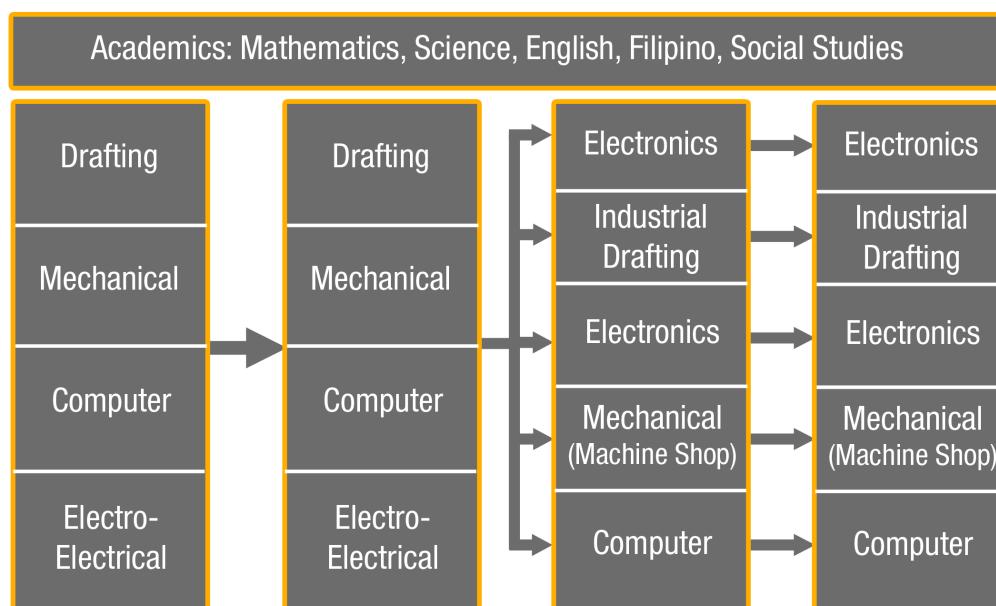 Academics: Mathematics, Science, English, Filipino, Social Studies
Drafting
Mechanical
Computer
Electro-
Electrical
Drafting
Mechanical
Computer
Electro-
Electrical
Electronics
Industrial
Drafting
Electronics
Mechanical
(Machine Shop)
Computer
Electronics
Industrial
Drafting
Electronics
Mechanical
(Machine Shop)
Computer